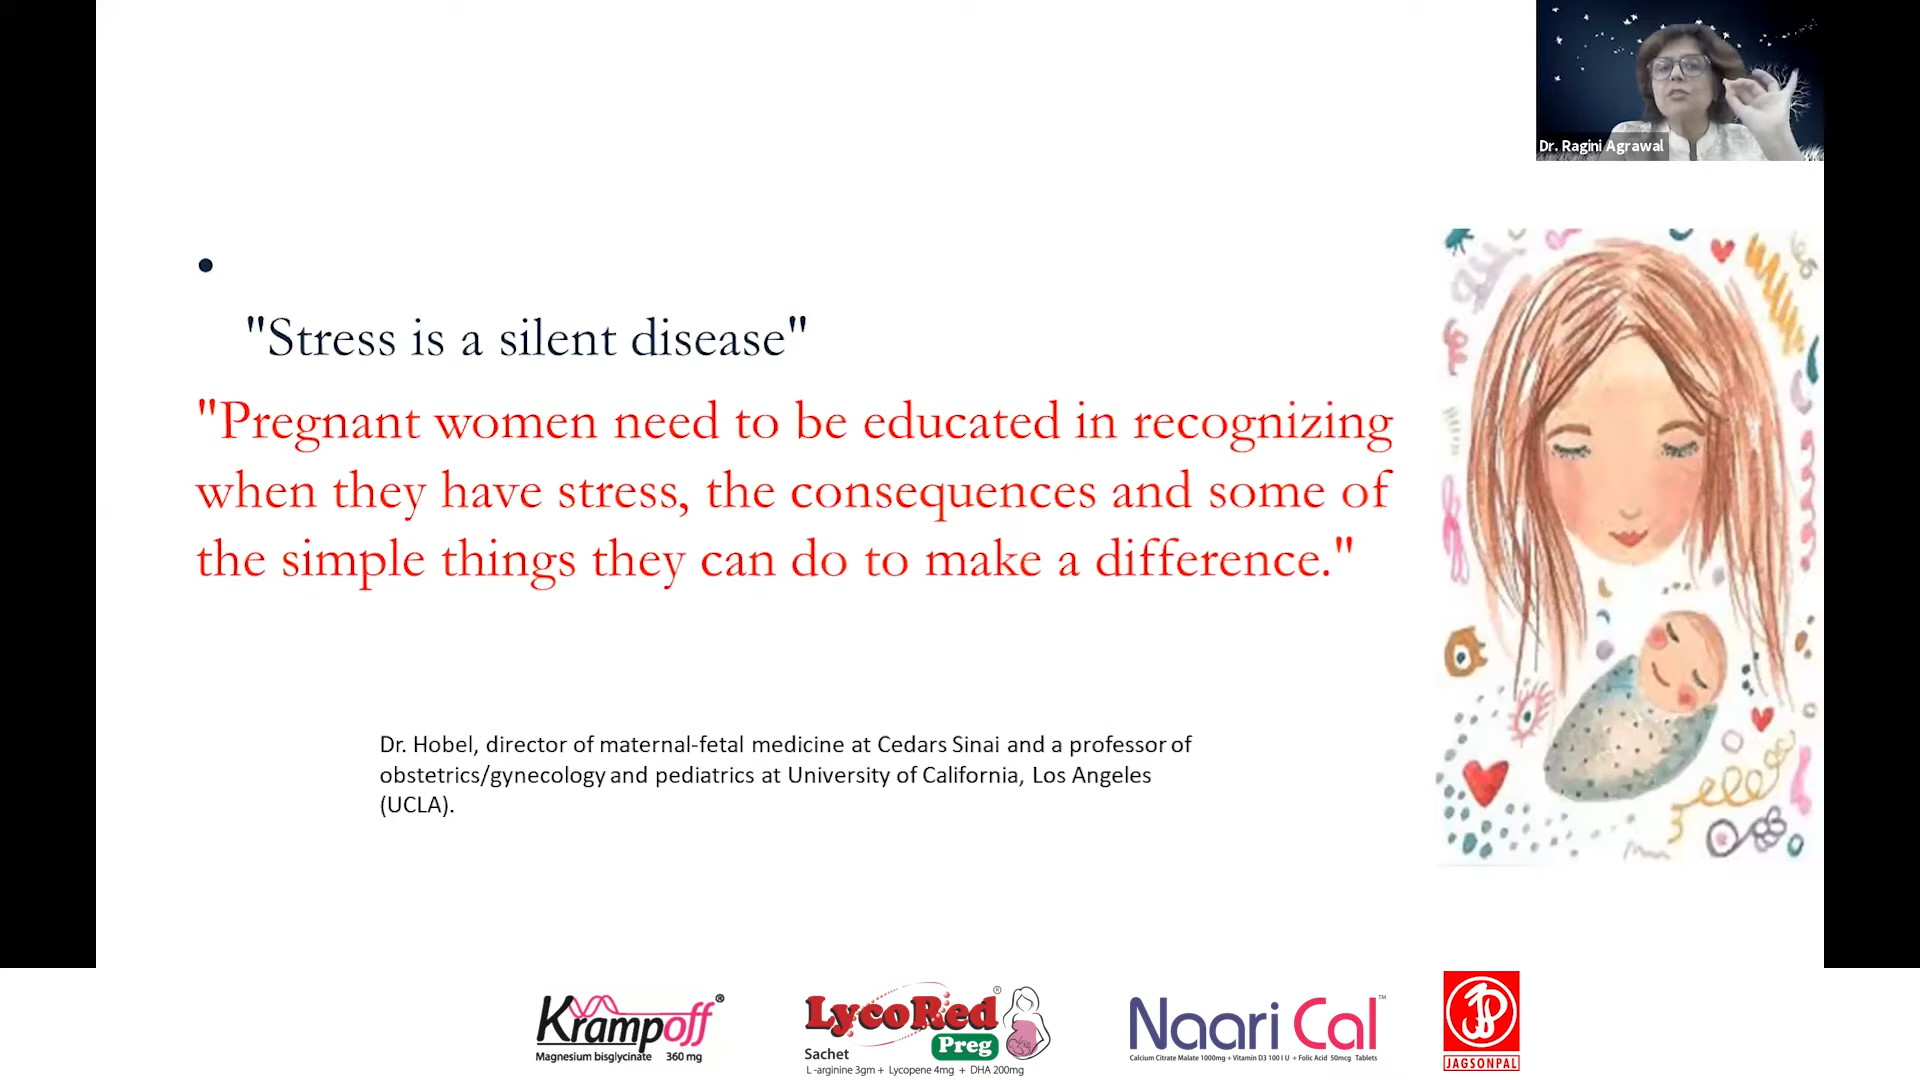 Dr. Ragini Agrawal
"Stress is a silent disease"
"Pregnant women need to be educated in recognizing
when they have stress, the consequences and some of
the simple things they can do to make a difference."
Dr. Hobel, director of maternal-fetal medicine at Cedars Sinai and a professor of
obstetrics/gynecology and pediatrics at University of California, Los Angeles
(UCLA).
Krampoff®
Magnesium bisglycinate 360 mg
LycoRed®
Preg
Sachet
L -arginine 3gm + Lycopene 4mg + DHA 200mg
Naari Cal™
Calcium Citrate Malate 1000mg + Vitamin D3 100 I U + Folic Acid 50mcg Tablets
JAGSONPAL